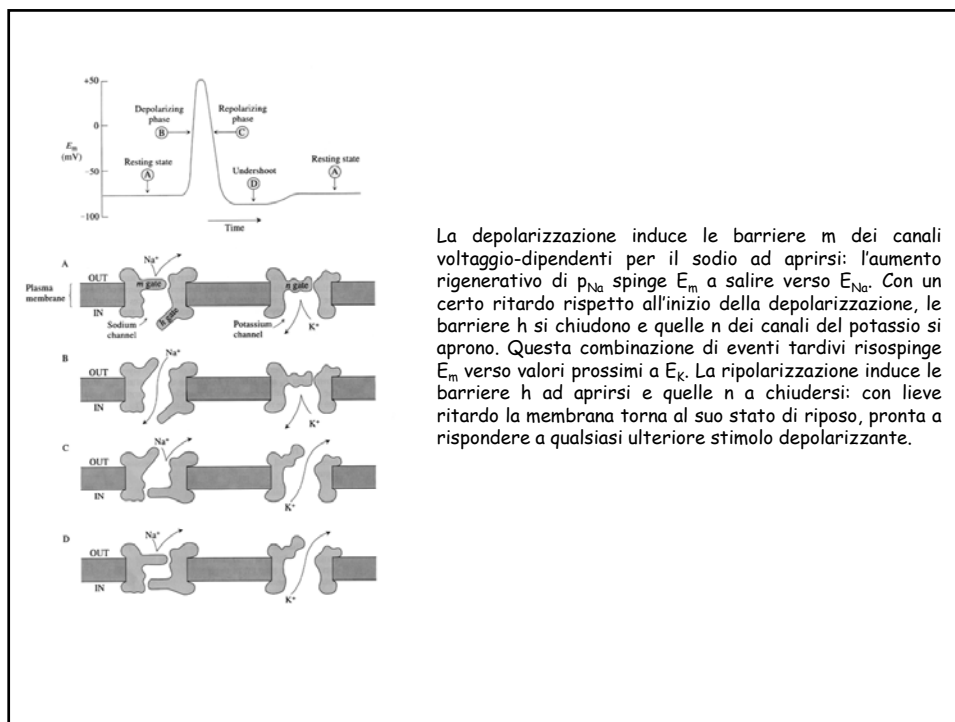 +50
Depolarizing phase
Repolarizing phase
B
C
0
Em
(mV)
Resting state
A
-50
Undershoot
D
Resting state
A
-100
Time
A
Na+
OUT
m gate
n gate
Plasma membrane
IN
h gate
Sodium channel
Potassium channel
K+
B
Na+
OUT
IN
K+
C
Na+
OUT
IN
K+
D
Na+
OUT
IN
K+
La depolarizzazione induce le barriere m dei canali
voltaggio-dipendenti per il sodio ad aprirsi: l'aumento
rigenerativo di pNa spinge Em a salire verso ENa. Con un
certo ritardo rispetto all'inizio della depolarizzazione, le
barriere h si chiudono e quelle n dei canali del potassio si
aprono. Questa combinazione di eventi tardivi risospinge
Em verso valori prossimi a EK. La ripolarizzazione induce le
barriere h ad aprirsi e quelle n a chiudersi: con lieve
ritardo la membrana torna al suo stato di riposo, pronta a
rispondere a qualsiasi ulteriore stimolo depolarizzante.